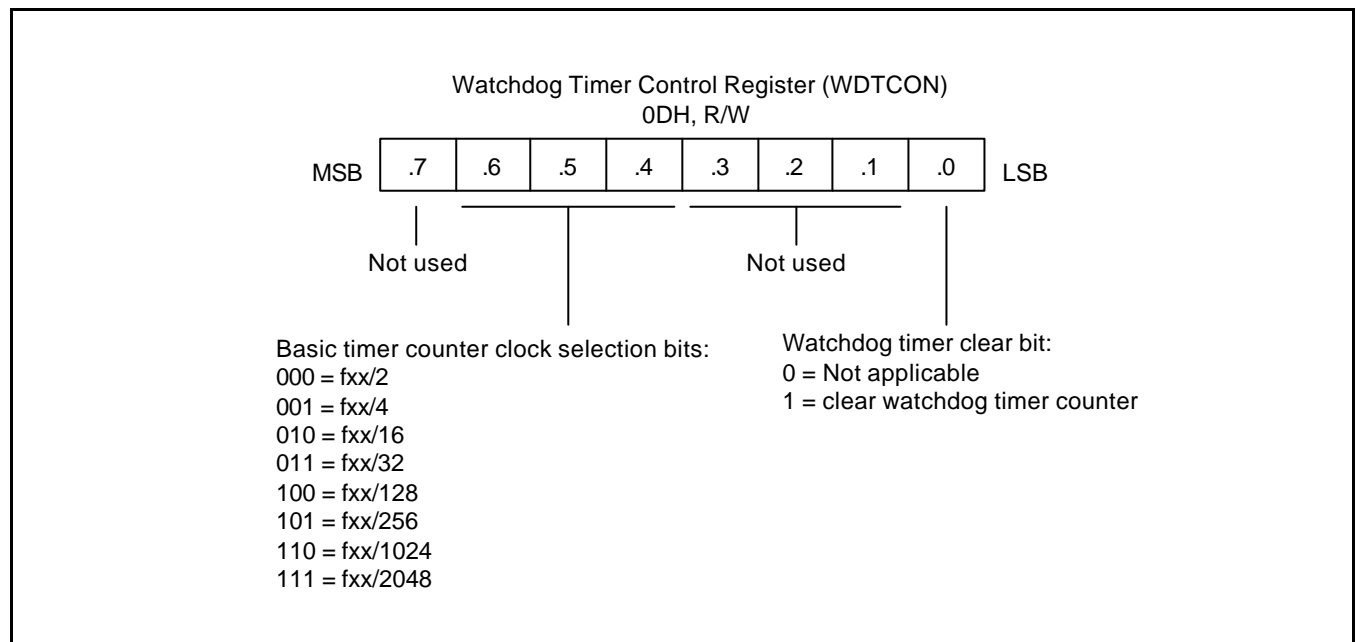 Watchdog Timer Control Register (WDTCON)
0DH, R/W
MSB .7 .6 .5 .4 .3 .2 .1 .0 LSB
Not used
Not used
Basic timer counter clock selection bits:
000 = fxx/2
001 = fxx/4
010 = fxx/16
011 = fxx/32
100 = fxx/128
101 = fxx/256
110 = fxx/1024
111 = fxx/2048
Watchdog timer clear bit:
0 = Not applicable
1 = clear watchdog timer counter